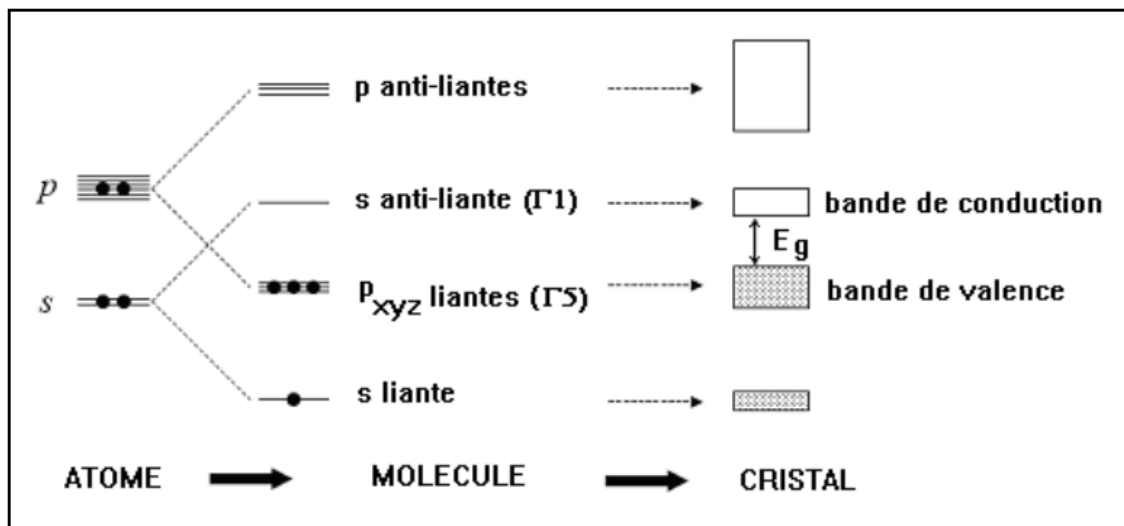 p anti-liantes
p
s anti-liante (Γ1)
bande de conduction
Eg
s
pxyz liantes (Γ5)
bande de valence
s liante
ATOME
MOLECULE
CRISTAL